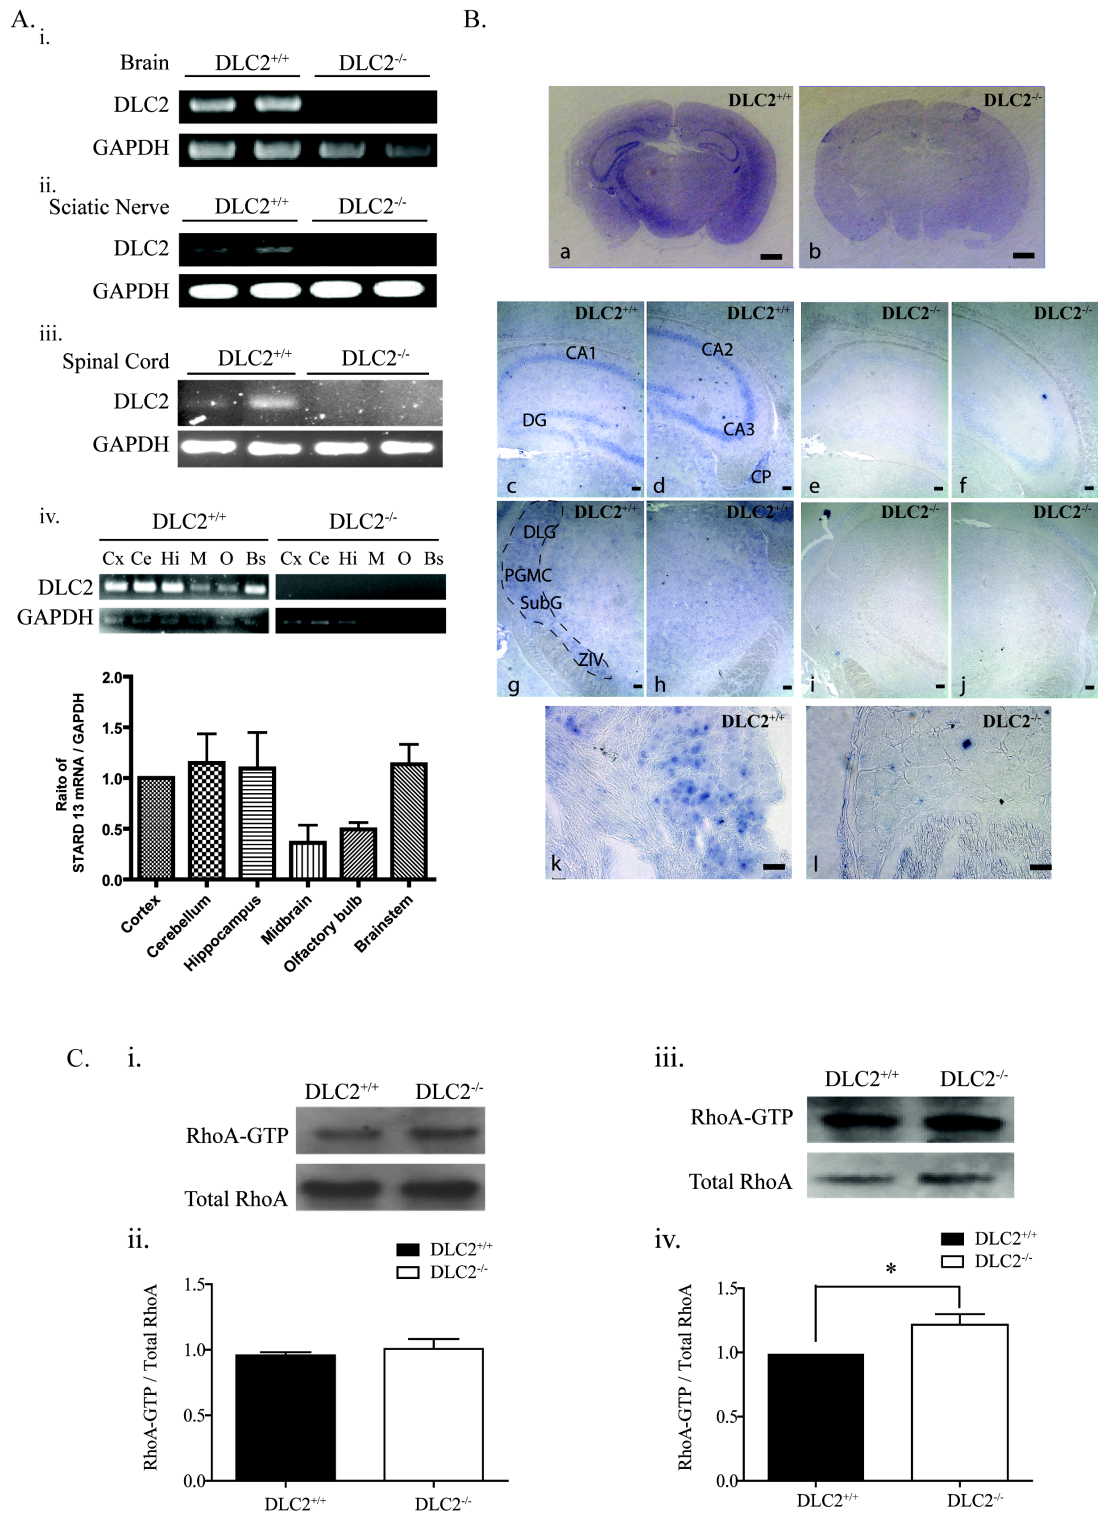 A.
i.
Brain DLC2+/+ DLC2-/-
DLC2
GAPDH
ii.
Sciatic Nerve DLC2+/+ DLC2-/-
DLC2
GAPDH
iii.
Spinal Cord DLC2+/+ DLC2-/-
DLC2
GAPDH
iv.
DLC2+/+ DLC2-/-
Cx Ce Hi M O Bs Cx Ce Hi M O Bs
DLC2
GAPDH
Raito of
STARD 13 mRNA / GAPDH
2.0
1.5
1.0
0.5
0.0
Cortex
Cerebellum
Hippocampus
Midbrain
Olfactory bulb
Brainstem
B.
DLC2+/+ DLC2-/-
a b
DLC2+/+ DLC2+/+ DLC2-/- DLC2-/-
CA1 CA2
DG CA3
CP
c d e f
DLC2+/+ DLC2+/+ DLC2-/- DLC2-/-
DLG
PGMC
SubG
ZIV
g h i j
DLC2+/+ DLC2-/-
k l
C.
i.
DLC2+/+ DLC2-/-
RhoA-GTP
Total RhoA
ii.
DLC2+/+
DLC2-/-
RhoA-GTP / Total RhoA
1.5
1.0
0.5
0.0
DLC2+/+ DLC2-/-
iii.
DLC2+/+ DLC2-/-
RhoA-GTP
Total RhoA
iv.
DLC2+/+
DLC2-/-
RhoA-GTP / Total RhoA
1.5
1.0
0.5
0.0
*
DLC2+/+ DLC2-/-